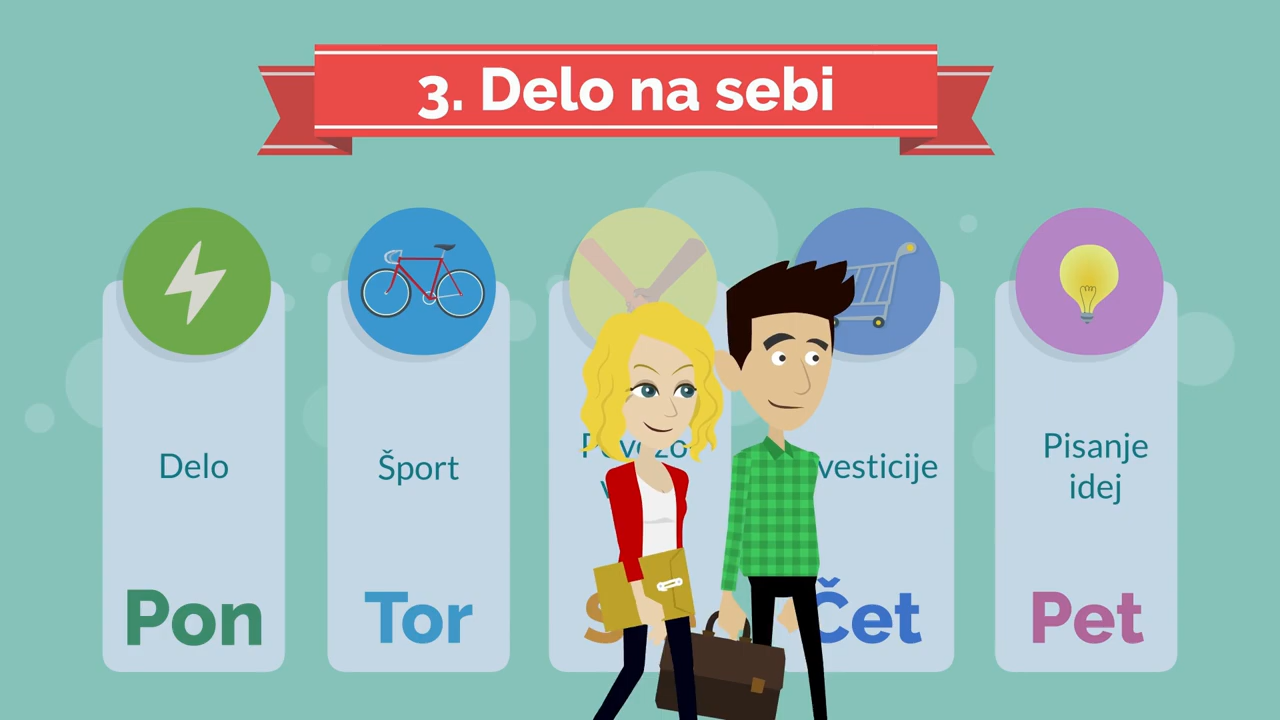 3. Delo na sebi
Delo
Šport
Pisanje
idej
Pon
Tor
Čet
Pet